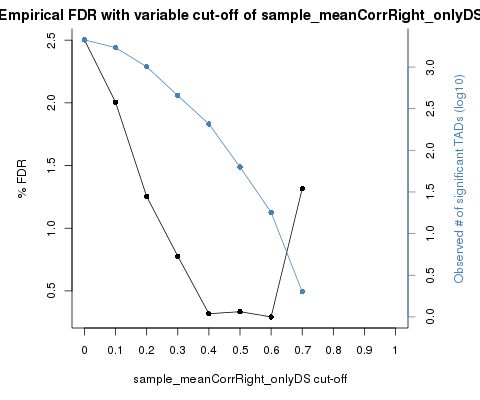 Empirical FDR with variable cut-off of sample_meanCorrRight_onlyDS
% FDR
2.5
2.0
1.5
1.0
0.5
3.0
2.5
2.0
1.5
1.0
0.5
0.0
Observed # of significant TADs (log10)
0 0.1 0.2 0.3 0.4 0.5 0.6 0.7 0.8 0.9 1
sample_meanCorrRight_onlyDS cut-off